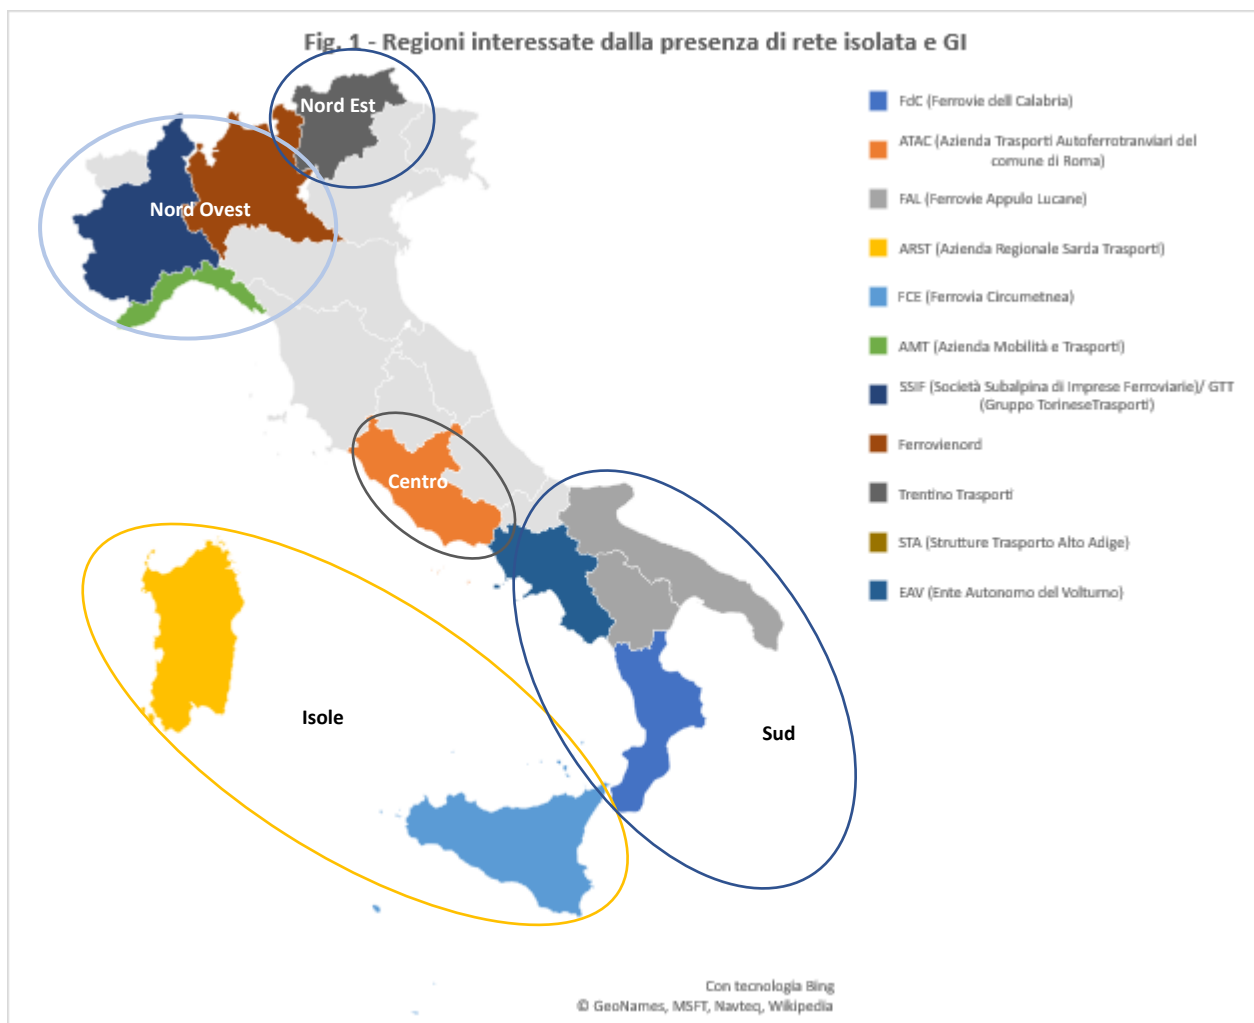 Fig. 1 - Regioni interessate dalla presenza di rete isolata e GI
Nord Est
Nord Ovest
Centro
Isole
Sud
FdC (Ferrovie dell Calabria)
ATAC (Azienda Trasporti Autoferrotranviari del
comune di Roma)
FAL (Ferrovie Appulo Lucane)
ARST (Azienda Regionale Sarda Trasporti)
FCE (Ferrovia Circumetnea)
AMT (Azienda Mobilità e Trasporti)
SSIF (Società Subalpina di Imprese Ferroviarie)/ GTT
(Gruppo TorineseTrasporti)
Ferrovienord
Trentino Trasporti
STA (Strutture Trasporto Alto Adige)
EAV (Ente Autonomo del Volturno)
Con tecnologia Bing
© GeoNames, MSFT, Navteq, Wikipedia